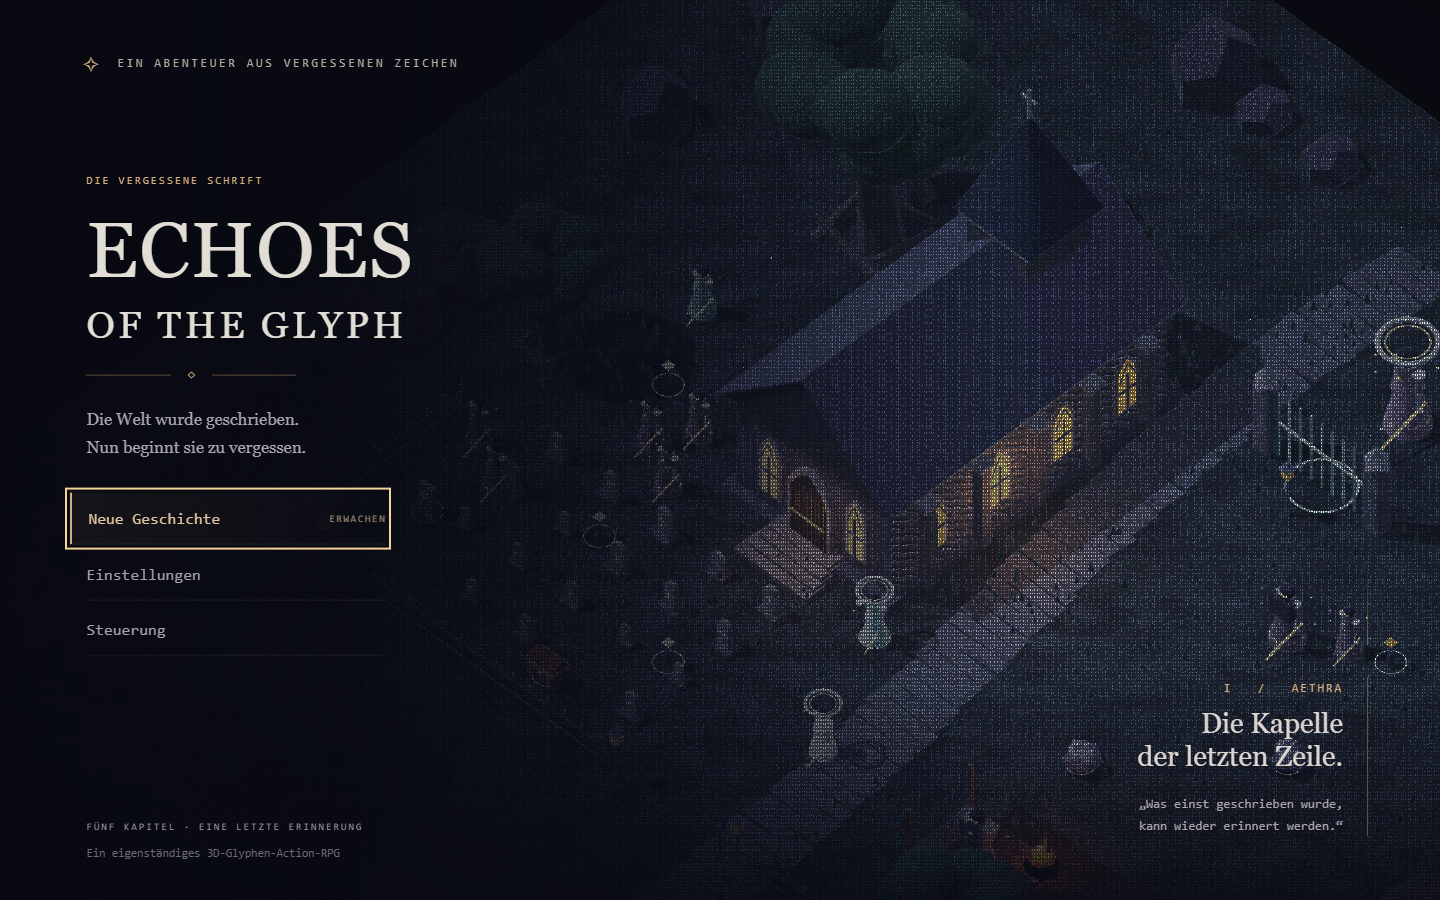 EIN ABENTEUER AUS VERGESSENEN ZEICHEN
DIE VERGESSENE SCHRIFT
ECHOES
OF THE GLYPH
Die Welt wurde geschrieben.
Nun beginnt sie zu vergessen.
Neue Geschichte ERWACHEN
Einstellungen
Steuerung
FÜNF KAPITEL · EINE LETZTE ERINNERUNG
Ein eigenständiges 3D-Glyphen-Action-RPG
I / AETHRA
Die Kapelle
der letzten Zeile.
„Was einst geschrieben wurde,
kann wieder erinnert werden.“